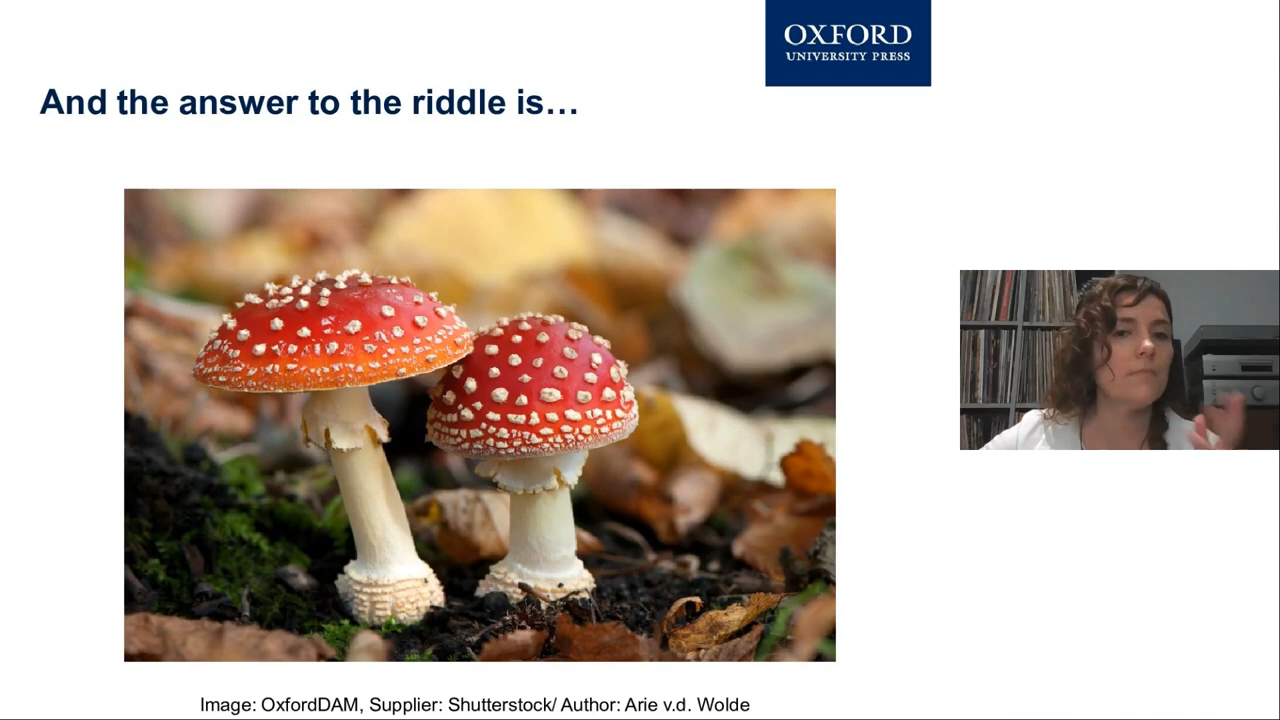 OXFORD
UNIVERSITY PRESS
And the answer to the riddle is…
Image: OxfordDAM, Supplier: Shutterstock/ Author: Arie v.d. Wolde